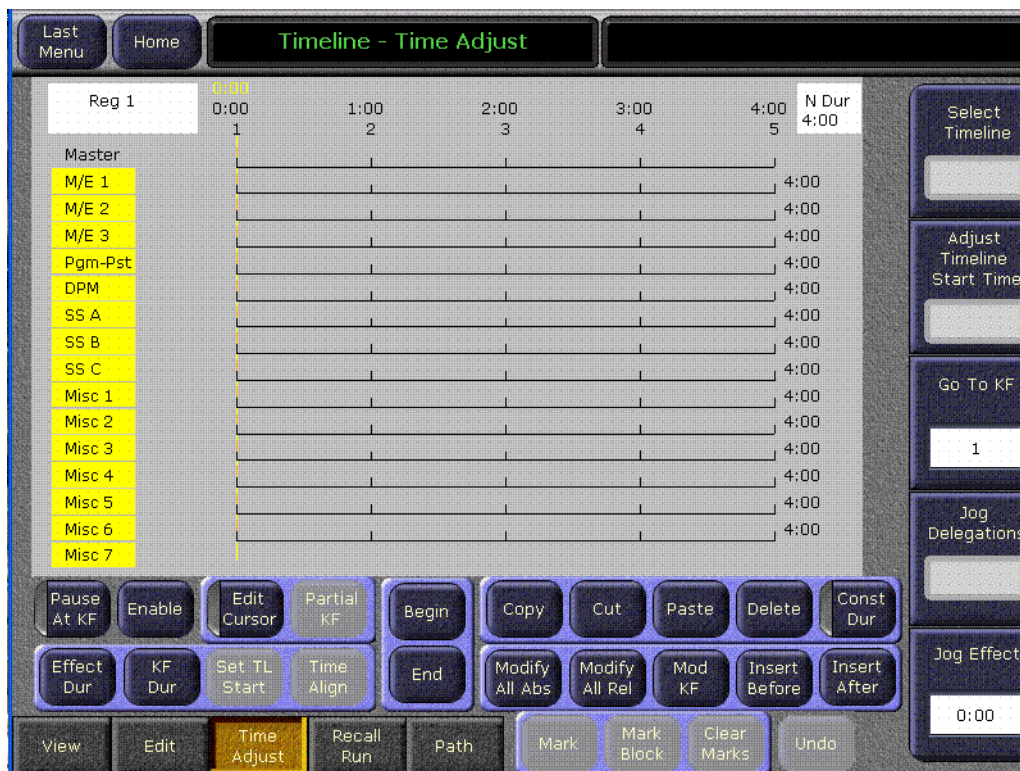 Last Menu
Home
Timeline - Time Adjust
Reg 1
0:00
0:00 1:00 2:00 3:00 4:00
1 2 3 4 5
N Dur
4:00
Master
M/E 1 4:00
M/E 2 4:00
M/E 3 4:00
Pgm-Pst 4:00
DPM 4:00
SS A 4:00
SS B 4:00
SS C 4:00
Misc 1 4:00
Misc 2 4:00
Misc 3 4:00
Misc 4 4:00
Misc 5 4:00
Misc 6 4:00
Misc 7
Select
Timeline
Adjust
Timeline
Start Time
Go To KF
1
Jog
Delegations
Jog Effect
0:00
Pause
At KF
Enable
Edit
Cursor
Partial
KF
Begin
Copy
Cut
Paste
Delete
Const
Dur
Effect
Dur
KF
Dur
Set TL
Start
Time
Align
End
Modify
All Abs
Modify
All Rel
Mod
KF
Insert
Before
Insert
After
View
Edit
Time
Adjust
Recall
Run
Path
Mark
Mark
Block
Clear
Marks
Undo